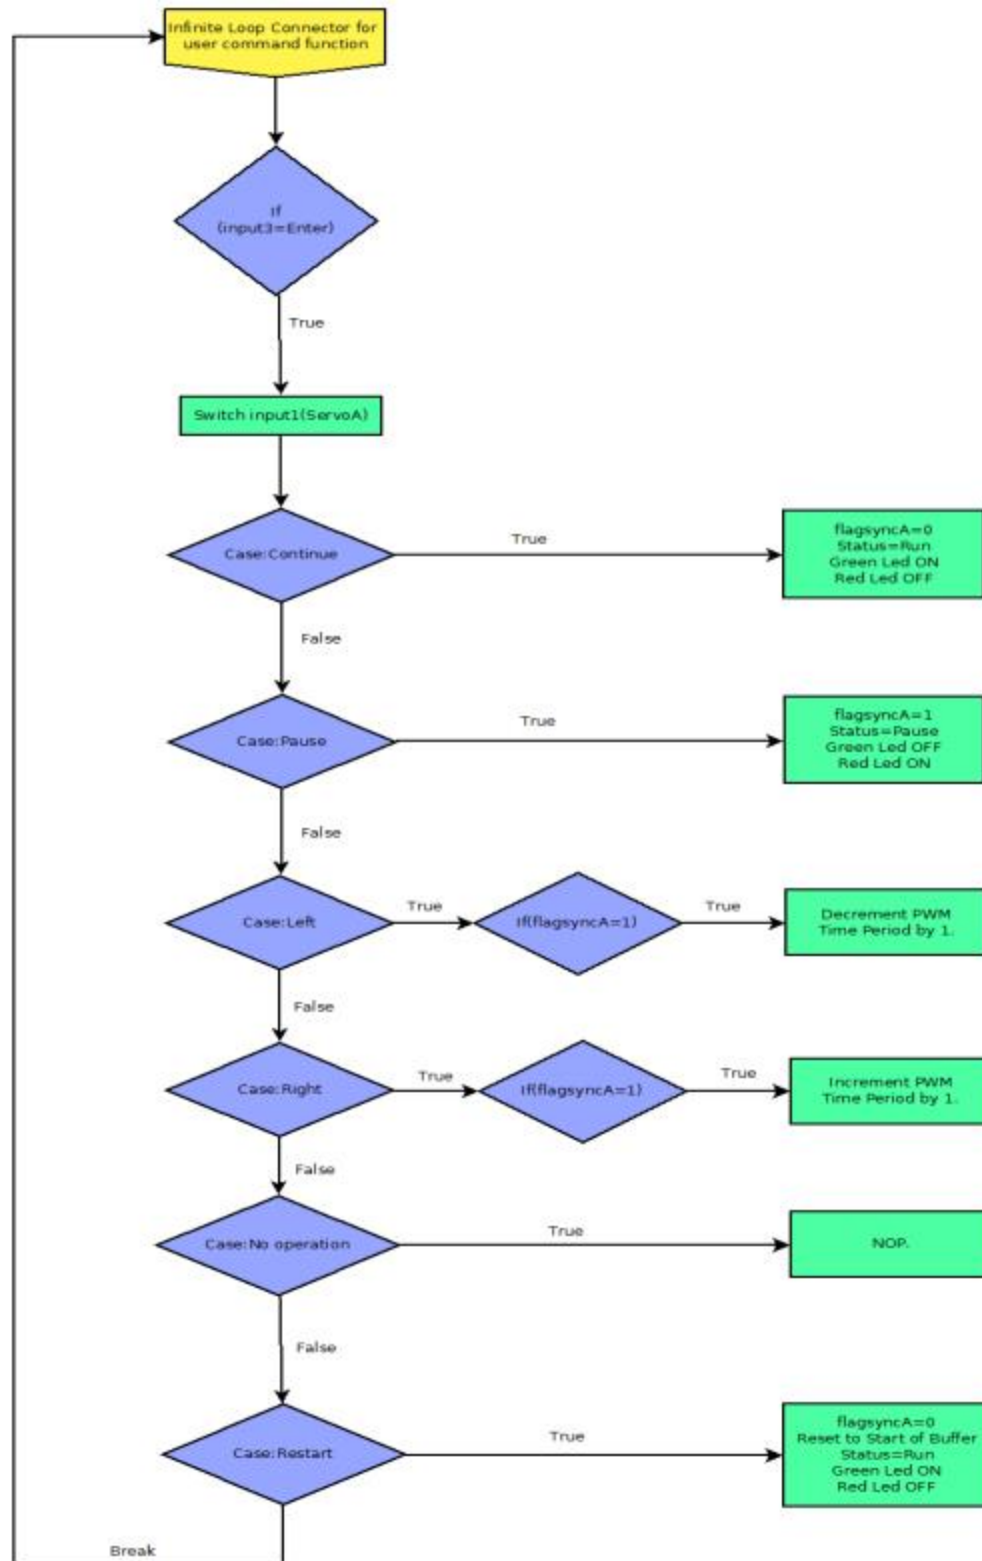 Infinite Loop Connector for
user command function
If
(input3=Enter)
True
Switch input1(ServoA)
Case:Continue
True
flagsyncA=0
Status=Run
Green Led ON
Red Led OFF
False
Case:Pause
True
flagsyncA=1
Status=Pause
Green Led OFF
Red Led ON
False
Case:Left
True
If(flagsyncA=1)
True
Decrement PWM
Time Period by 1.
False
Case:Right
True
If(flagsyncA=1)
True
Increment PWM
Time Period by 1.
False
Case:No operation
True
NOP.
False
Case:Restart
True
flagsyncA=0
Reset to Start of Buffer
Status=Run
Green Led ON
Red Led OFF
Break